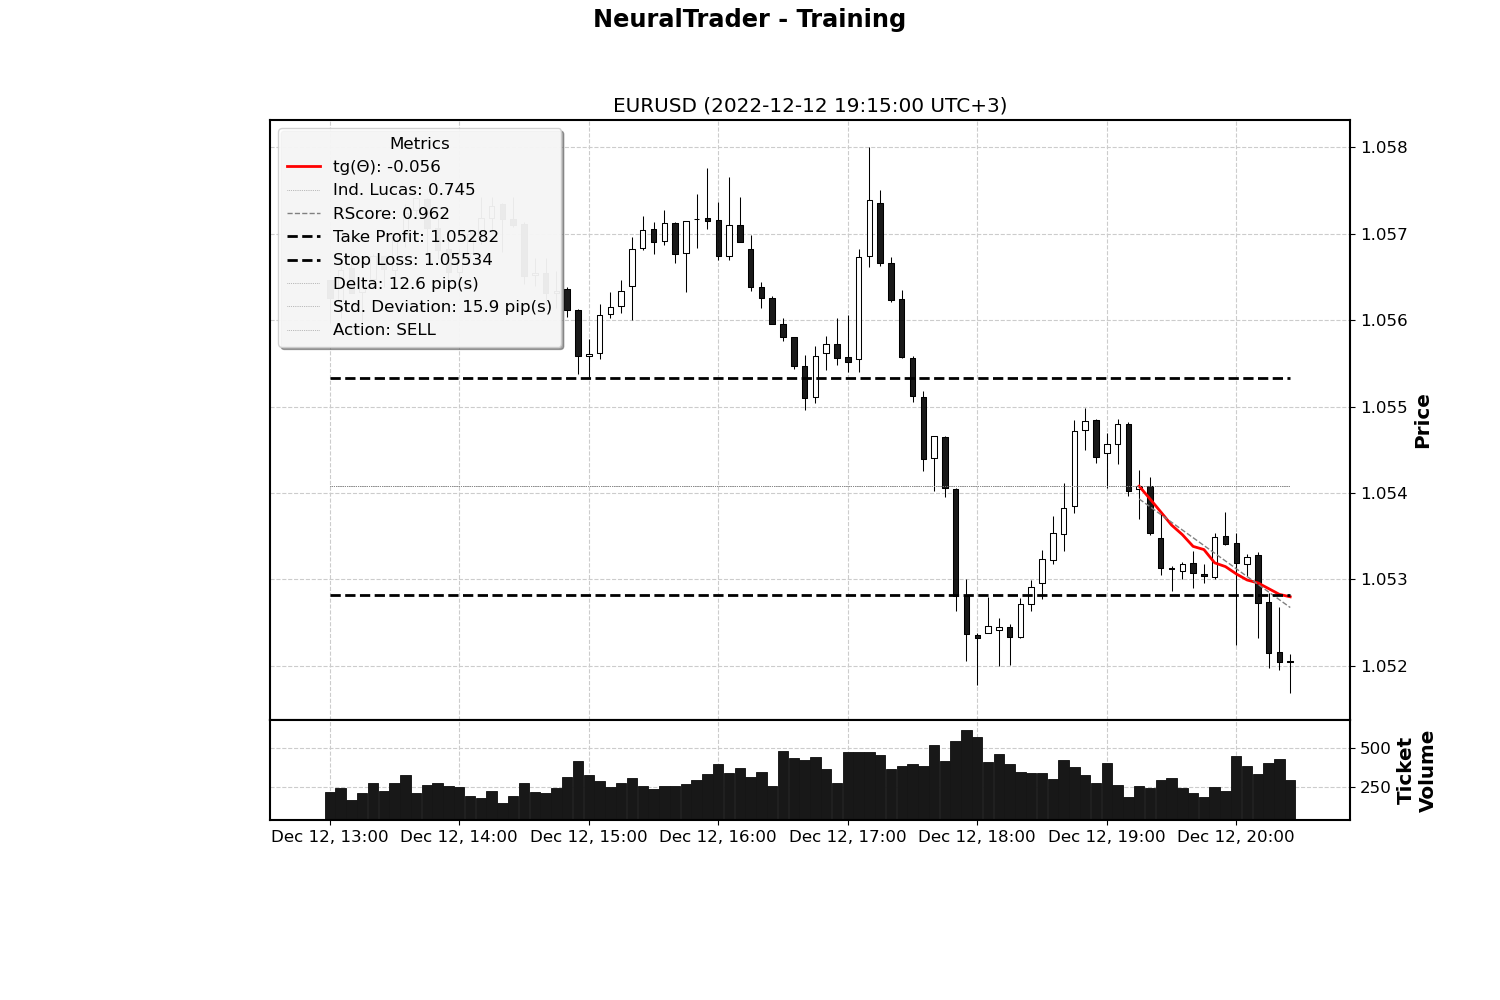 NeuralTrader - Training
EURUSD (2022-12-12 19:15:00 UTC+3)
Metrics
tg(Θ): -0.056
Ind. Lucas: 0.745
RScore: 0.962
Take Profit: 1.05282
Stop Loss: 1.05534
Delta: 12.6 pip(s)
Std. Deviation: 15.9 pip(s)
Action: SELL
1.058
1.057
1.056
1.055
1.054
1.053
1.052
Price
500
250
Ticket
Volume
Dec 12, 13:00
Dec 12, 14:00
Dec 12, 15:00
Dec 12, 16:00
Dec 12, 17:00
Dec 12, 18:00
Dec 12, 19:00
Dec 12, 20:00